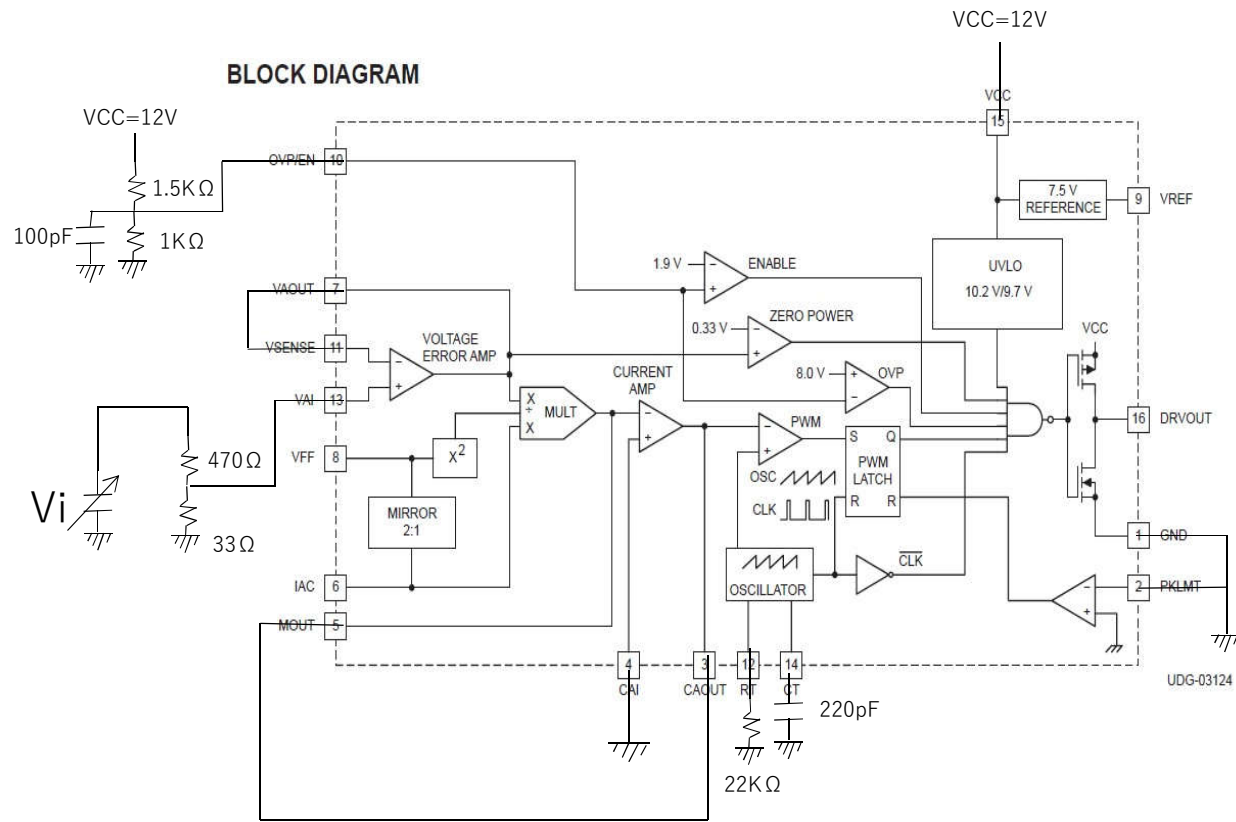 VCC=12V
BLOCK DIAGRAM
VCC
15
VCC=12V
OVP/EN
10
1.5KΩ
7.5 V
REFERENCE
9
VREF
100pF
1KΩ
1.9 V
ENABLE
UVLO
10.2 V/9.7 V
VAOUT
7
0.33 V
ZERO POWER
VCC
VSENSE
11
VOLTAGE
ERROR AMP
CURRENT
AMP
8.0 V
OVP
VAI
13
X
÷
X
MULT
PWM
16
DRVOUT
VFF
8
X²
S
Q
PWM
LATCH
R
R
OSC
CLK
470Ω
Vi
33Ω
MIRROR
2:1
1
GND
CLK
IAC
6
OSCILLATOR
2
PKLMT
MOUT
5
4
CAI
3
CAOUT
12
RT
14
CT
UDG-03124
220pF
22KΩ